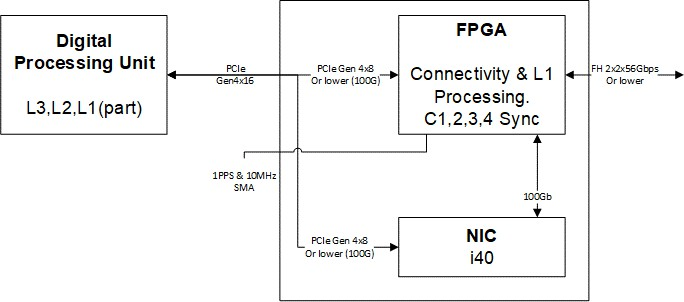 Digital
Processing Unit
L3,L2,L1(part)
PCIe
Gen4x16
PCIe Gen 4x8
Or lower (100G)
FPGA
Connectivity & L1
Processing.
C1,2,3,4 Sync
FH 2x2x56Gbps
Or lower
1PPS & 10MHz
SMA
100Gb
PCIe Gen 4x8
Or lower (100G)
NIC
i40